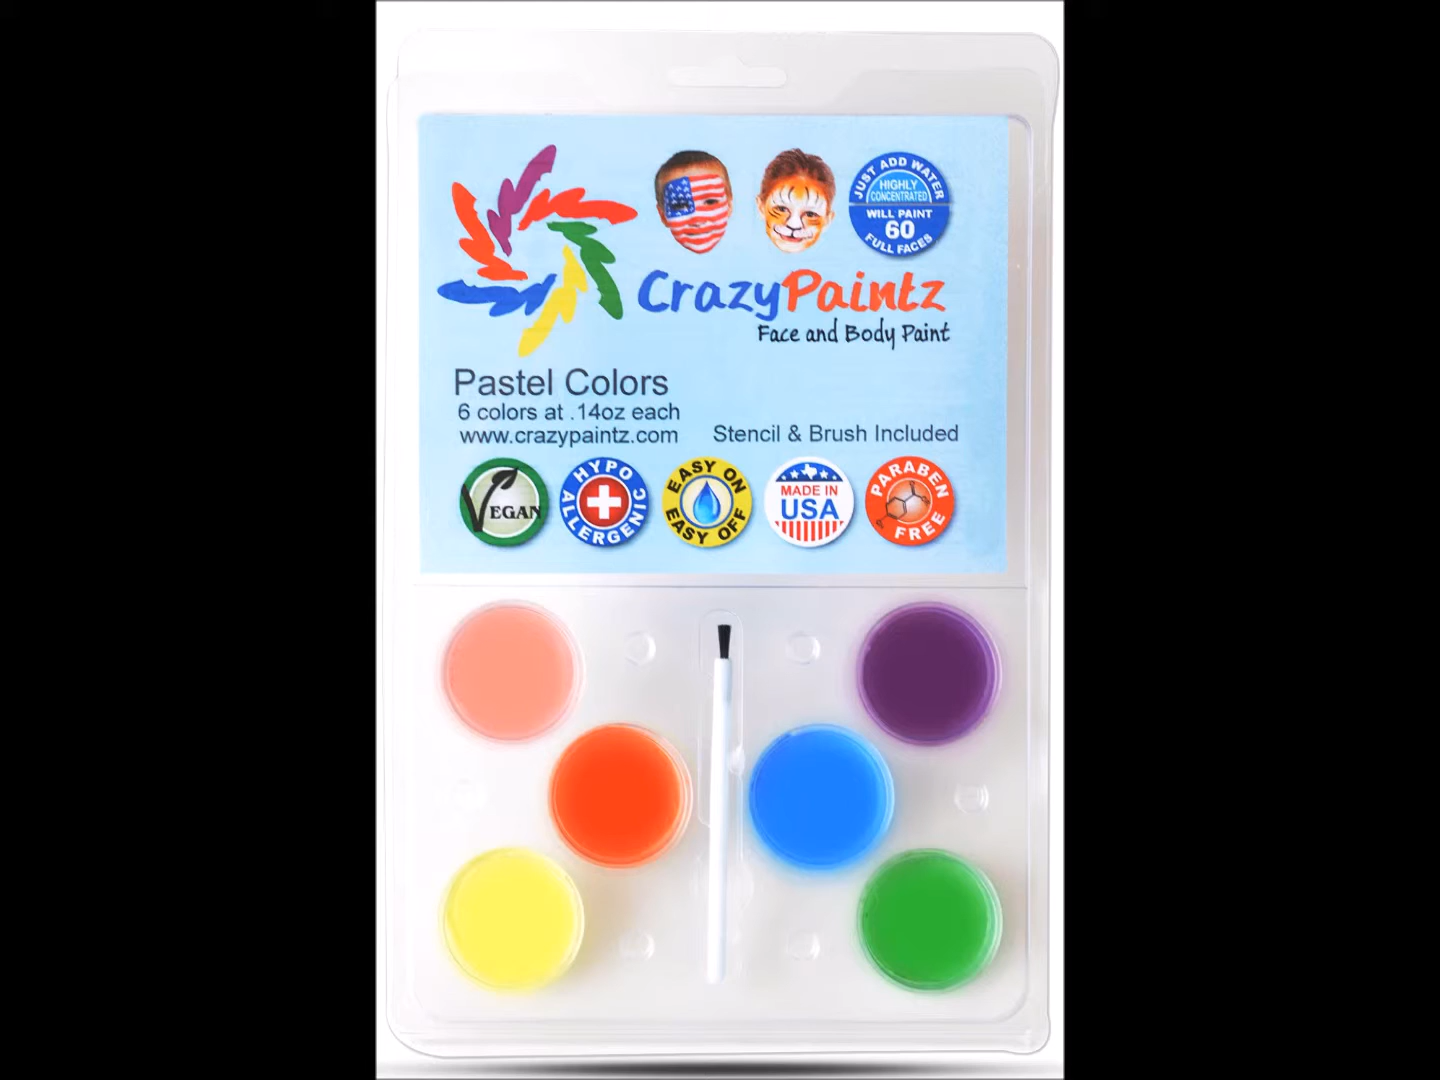 JUST ADD WATER
HIGHLY
CONCENTRATED
WILL PAINT
60
FULL FACES
CrazyPaintz
Face and Body Paint
Pastel Colors
6 colors at .14oz each
www.crazypaintz.com
Stencil & Brush Included
VEGAN
HYPO
ALLERGENIC
EASY ON
EASY OFF
MADE IN
USA
PARABEN
FREE